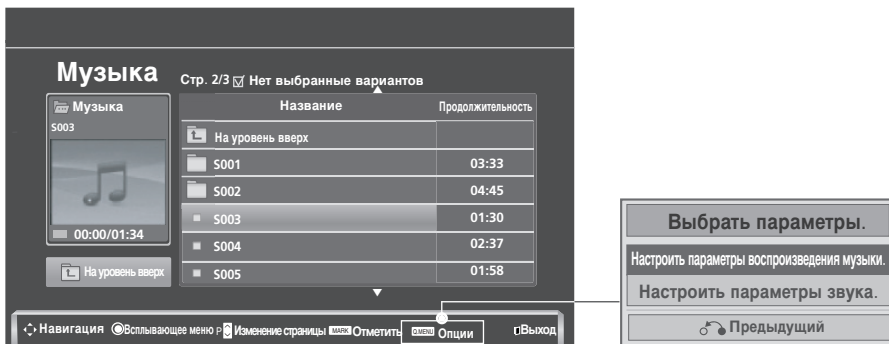 Музыка
Стр. 2/3 Нет выбранные вариантов
Музыка
S003
00:00/01:34
На уровень вверх
Название Продолжительность
На уровень вверх
S001 03:33
S002 04:45
S003 01:30
S004 02:37
S005 01:58
Навигация Всплывающее меню P Изменение страницы MARK Отметить Q.MENU Опции Выход
Выбрать параметры.
Настроить параметры воспроизведения музыки.
Настроить параметры звука.
Предыдущий